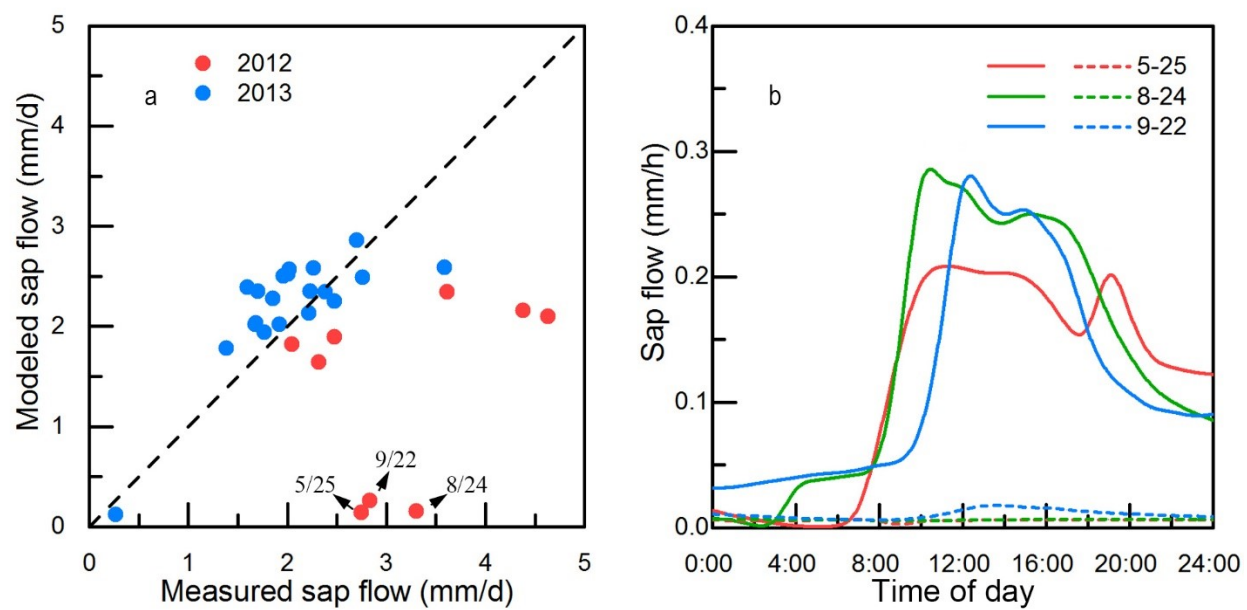 5
4
3
2
1
0
Modeled sap flow (mm/d)
2012
2013
a
9/22
5/25
8/24
0 1 2 3 4 5
Measured sap flow (mm/d)
0.4
0.3
0.2
0.1
0.0
Sap flow (mm/h)
b
5-25
8-24
9-22
0:00 4:00 8:00 12:00 16:00 20:00 24:00
Time of day